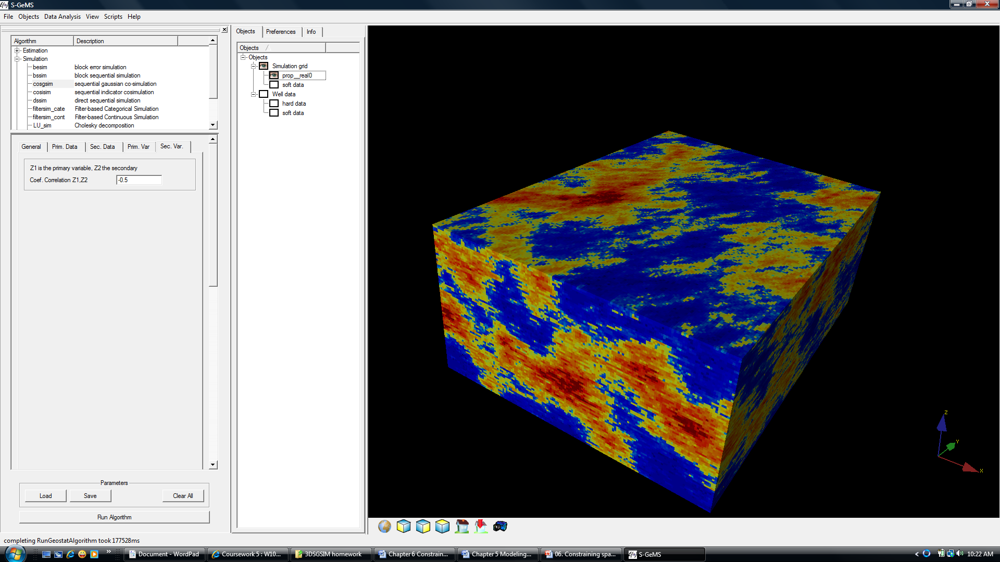 S-GeMS
File Objects Data Analysis View Scripts Help
Algorithm Description
Estimation
Simulation
besim block error simulation
bssim block sequential simulation
cosgsim sequential gaussian co-simulation
cosisim sequential indicator cosimulation
dssim direct sequential simulation
filtersim_cate Filter-based Categorical Simulation
filtersim_cont Filter-based Continuous Simulation
LU_sim Cholesky decomposition
General Prim. Data Sec. Data Prim. Var Sec. Var.
Z1 is the primary variable, Z2 the secondary
Coef. Correlation Z1,Z2 -0.5
Parameters
Load Save Clear All
Run Algorithm
Objects Preferences Info
Objects
Objects
Simulation grid
prop__real0
soft data
Well data
hard data
soft data
Z
Y
X
completing RunGeostatAlgorithm took 177528ms
Document - WordPad Coursework 5 : W10... 3DSGSIM homework Chapter 6 Constrain... Chapter 5 Modeling... 06. Constraining spa... S-GeMS 10:22 AM